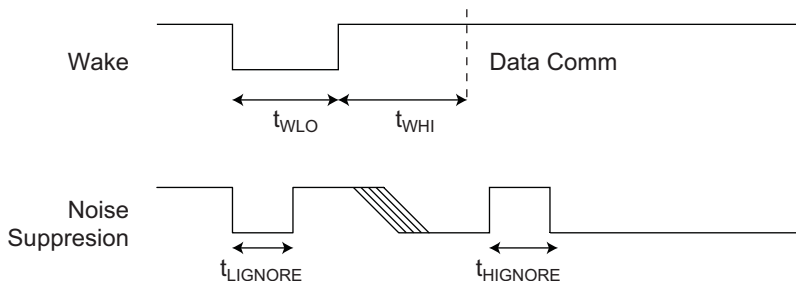 Wake
Data Comm
tWLO
tWHI
Noise
Suppresion
tLIGNORE
tHIGNORE